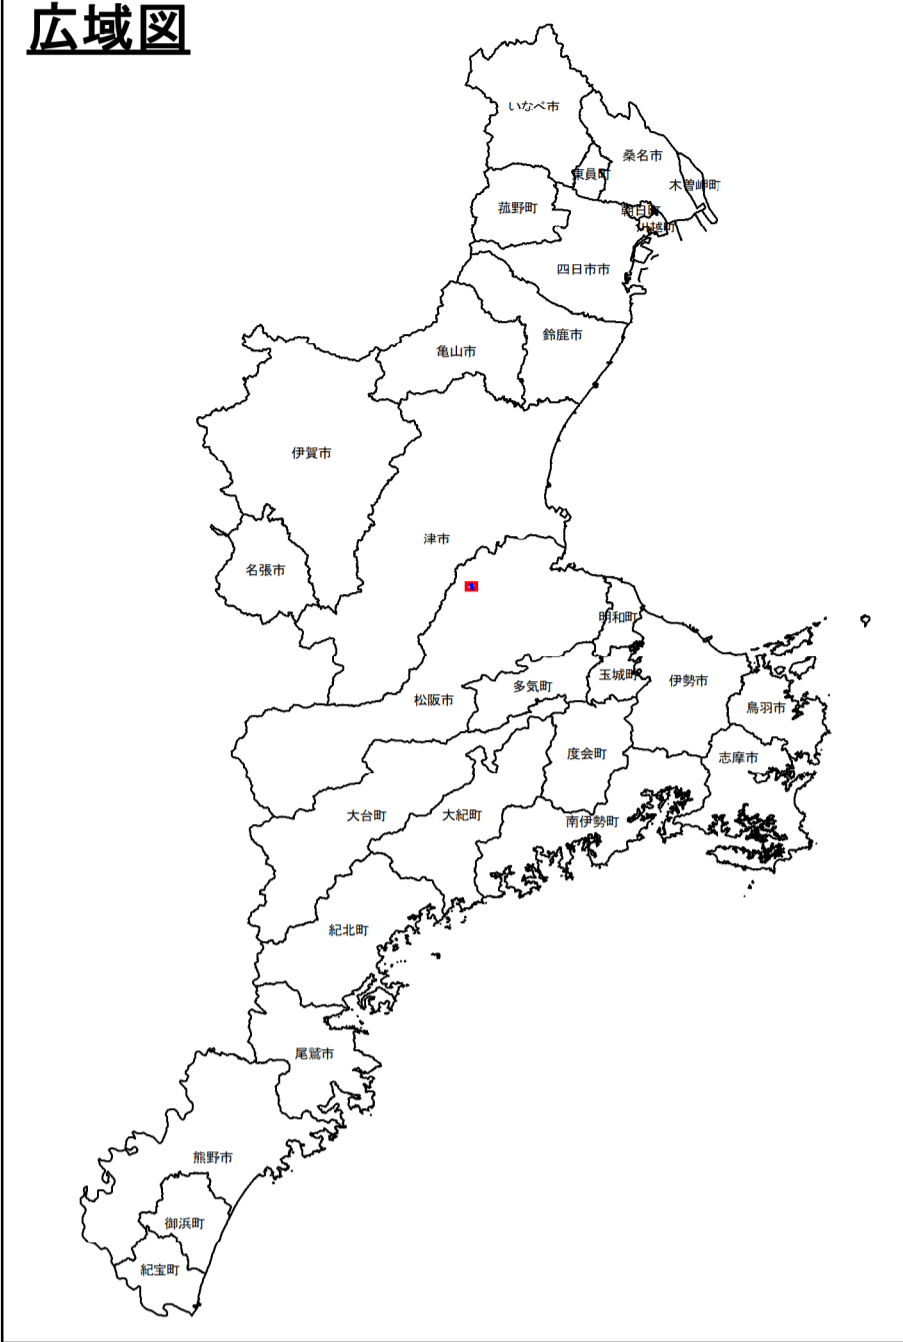 広域図
いなべ市
桑名市
東員町
木曽岬町
菰野町
朝日町
川越町
四日市市
鈴鹿市
亀山市
伊賀市
津市
名張市
明和町
玉城町
伊勢市
多気町
松阪市
鳥羽市
度会町
志摩市
大台町
大紀町
南伊勢町
紀北町
尾鷲市
熊野市
御浜町
紀宝町